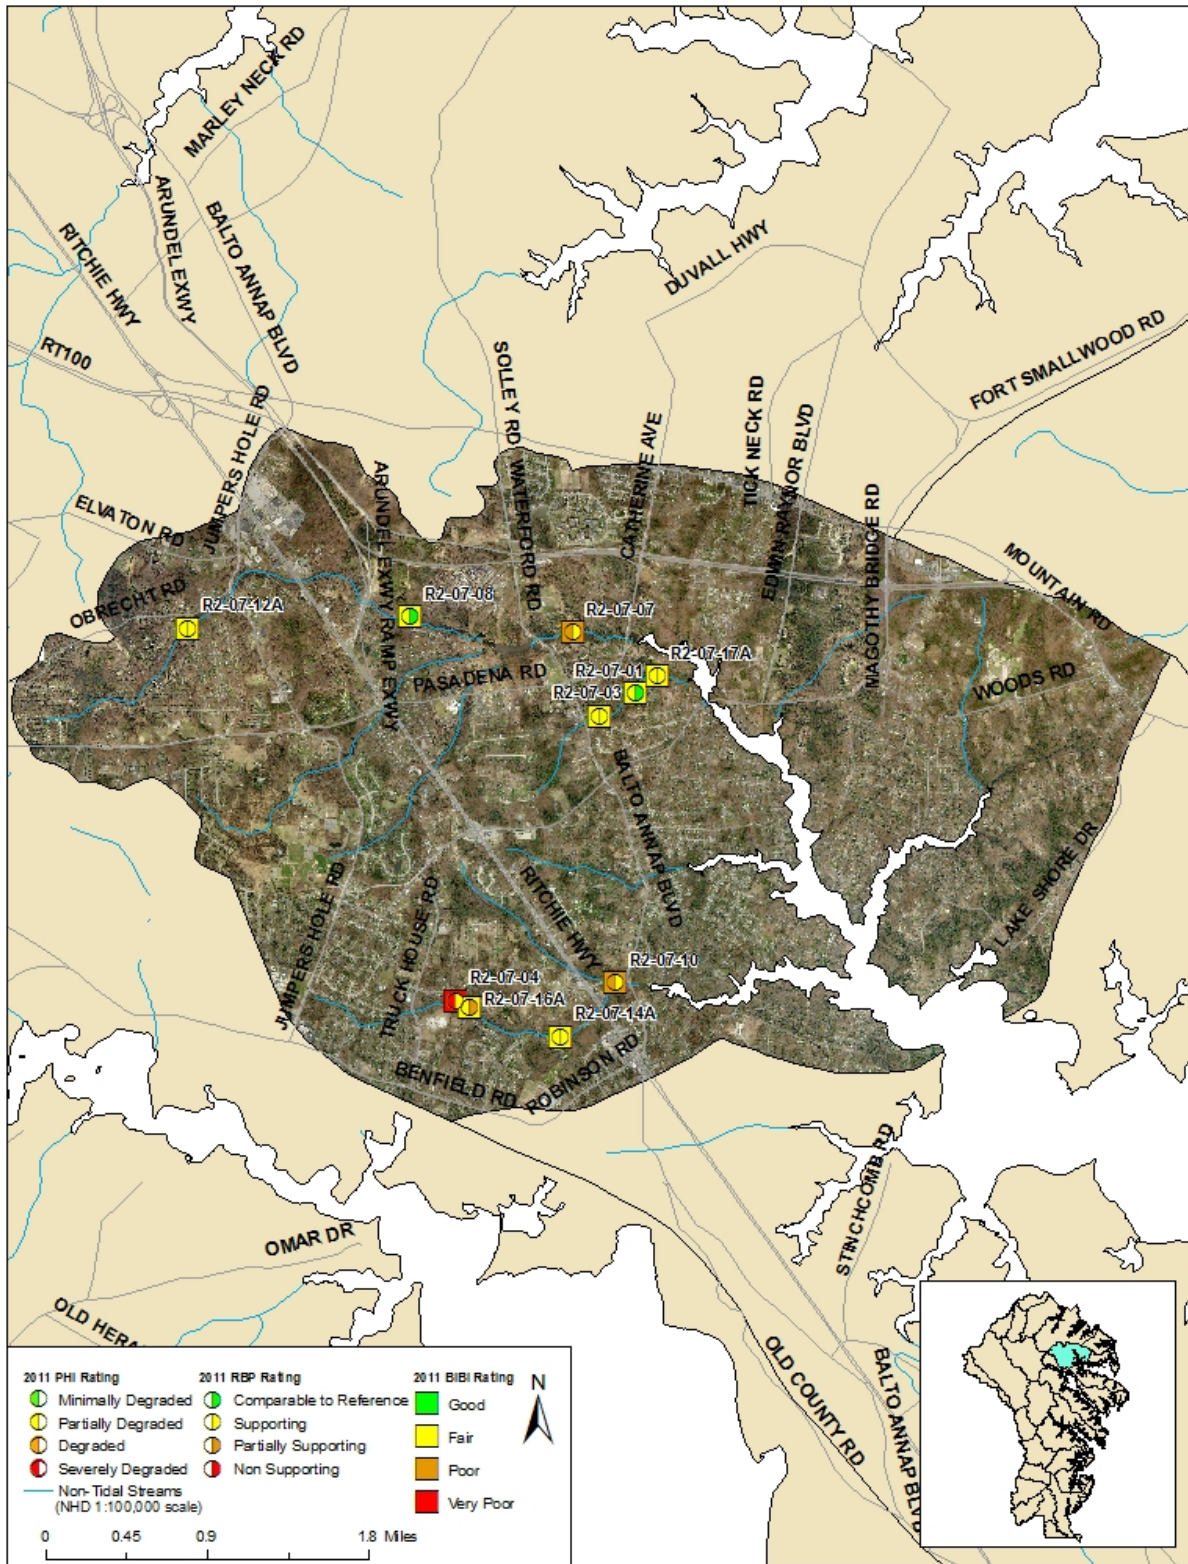 MARLEY NECK RD
ARUNDEL EXWY
BALTO ANNAP BLVD
RITCHIE HWY
RT100
DUVALL HWY
FORT SMALLWOOD RD
SOLLEY RD
WATERFORD RD
CATHERINE AVE
TICK NECK RD
EDWIN RAYNOR BLVD
MAGOTHY BRIDGE RD
MOUNTAIN RD
JUMPERS HOLE RD
ELVATON RD
OBRECHT RD
ARUNDEL EXWY RAMP EXWY
R2-07-12A
R2-07-08
R2-07-07
R2-07-17A
R2-07-01
R2-07-03
PASADENA RD
WOODS RD
BALTO ANNAP BLVD
LAKE SHORE DR
JUMPERS HOLE RD
TRUCK HOUSE RD
RITCHIE HWY
R2-07-10
R2-07-04
R2-07-16A
R2-07-14A
BENFIELD RD
ROBINSON RD
STINCHCOMB RD
OMAR DR
OLD HERA
OLD COUNTY RD
BALTO ANNAP BLVD
2011 PHI Rating
Minimally Degraded
Partially Degraded
Degraded
Severely Degraded
Non-Tidal Streams
(NHD 1:100,000 scale)
2011 RBP Rating
Comparable to Reference
Supporting
Partially Supporting
Non Supporting
2011 BIBI Rating
Good
Fair
Poor
Very Poor
N
0 0.45 0.9 1.8 Miles